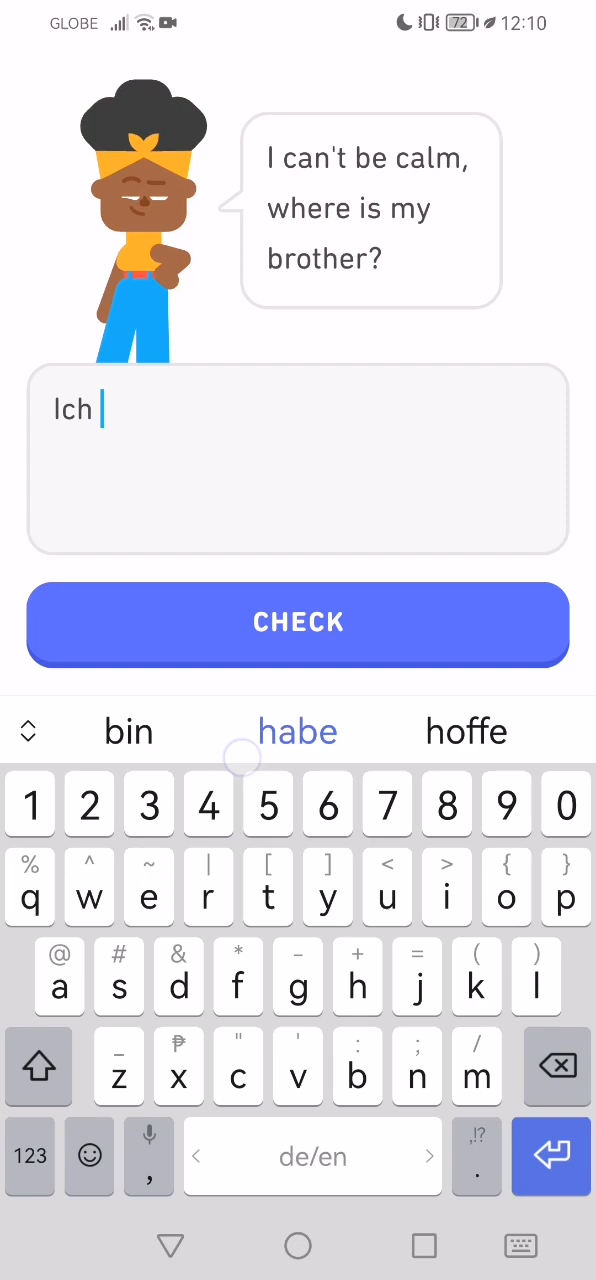 GLOBE 72 12:10
I can't be calm,
where is my
brother?
Ich
CHECK
bin habe hoffe
1 2 3 4 5 6 7 8 9 0
% ^ ~ | [ ] < > { }
q w e r t y u i o p
@ # & * - + = ( )
a s d f g h j k l
_ ₱ " ' : ; /
z x c v b n m
,!?
123 , < de/en > .